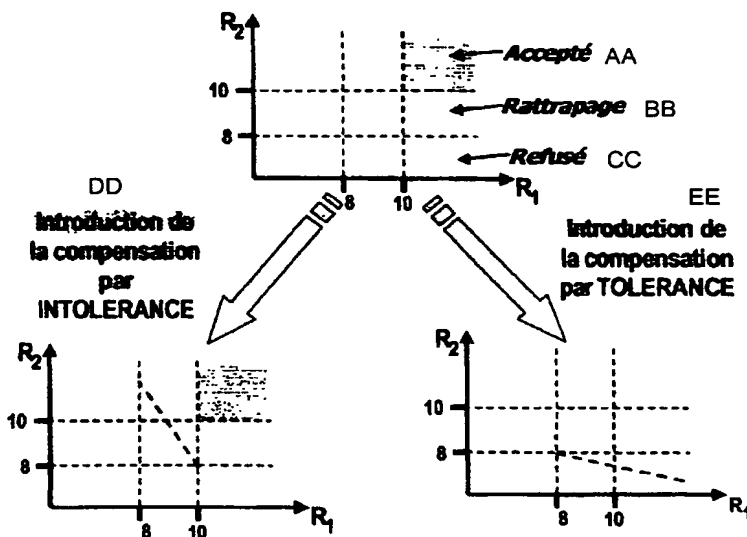 R2
Accepté AA
10
Rattrapage BB
8
Refusé CC
8 10 R1
DD
Introduction de
la compensation
par
INTOLERANCE
EE
Introduction de
la compensation
par TOLERANCE
R2
10
8
8 10 R1
R2
10
8
8 10 R1